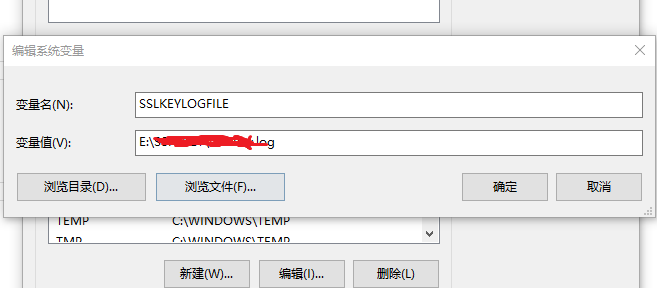 编辑系统变量
变量名(N):
SSLKEYLOGFILE
变量值(V):
E:\ log
浏览目录(D)...
浏览文件(F)...
确定
取消
TEMP C:\WINDOWS\TEMP
TMP C:\WINDOWS\TEMP
新建(W)...
编辑(I)...
删除(L)